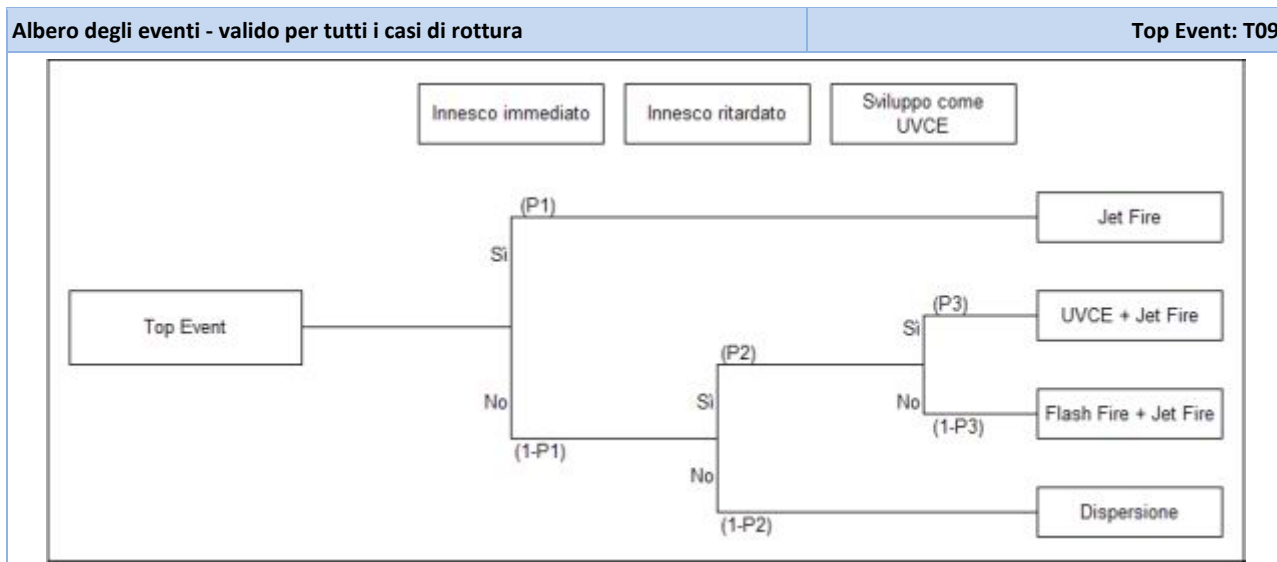 Albero degli eventi - valido per tutti i casi di rottura
Top Event: T09
Innesco immediato
Innesco ritardato
Sviluppo come
UVCE
(P1)
Jet Fire
Sì
Top Event
(P3)
UVCE + Jet Fire
Sì
(P2)
No
Sì
No
Flash Fire + Jet Fire
(1-P3)
(1-P1)
No
Dispersione
(1-P2)